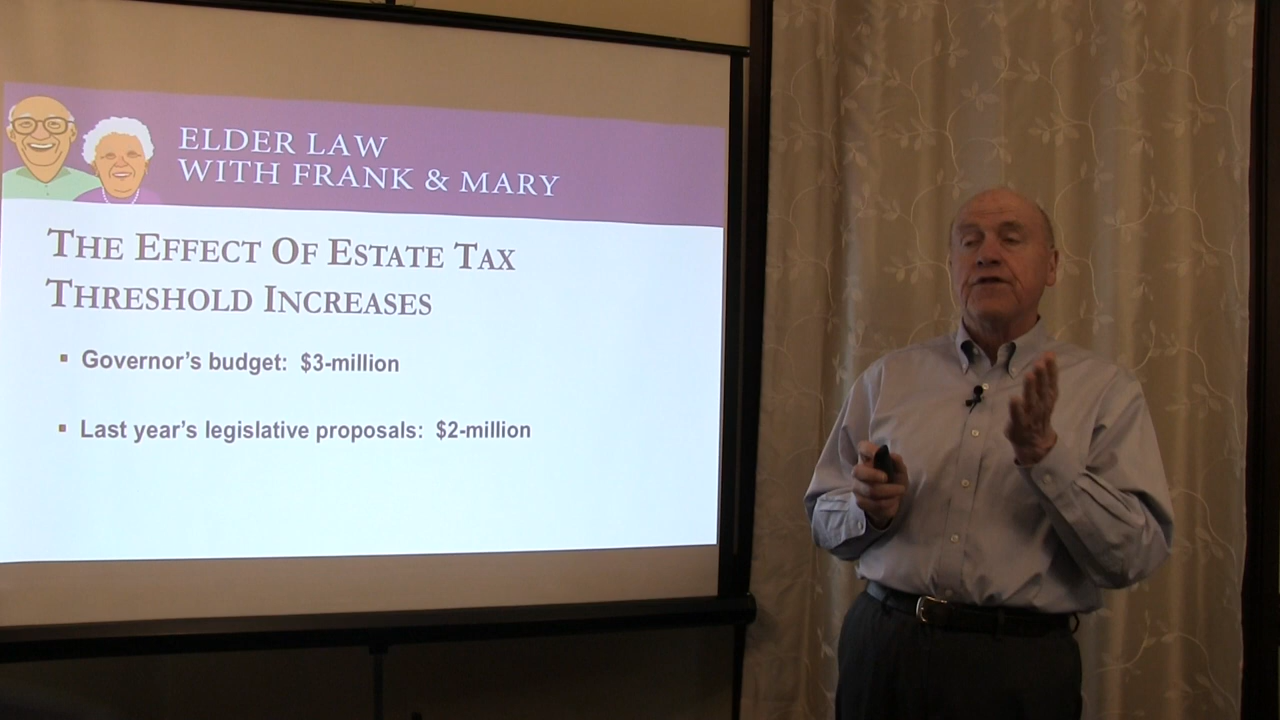 ELDER LAW
WITH FRANK & MARY
THE EFFECT OF ESTATE TAX
THRESHOLD INCREASES
▪ Governor's budget: $3-million
▪ Last year's legislative proposals: $2-million